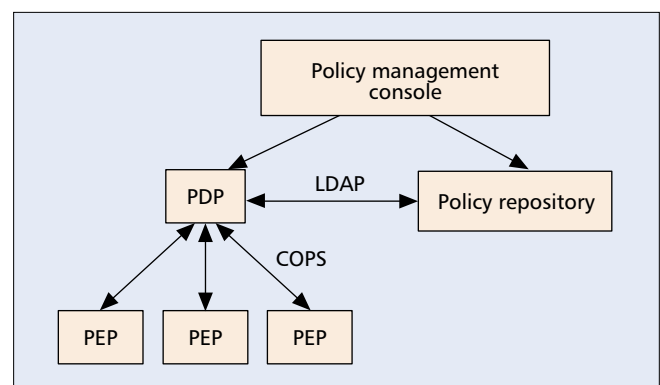 Policy management
console
LDAP
PDP
Policy repository
COPS
PEP
PEP
PEP